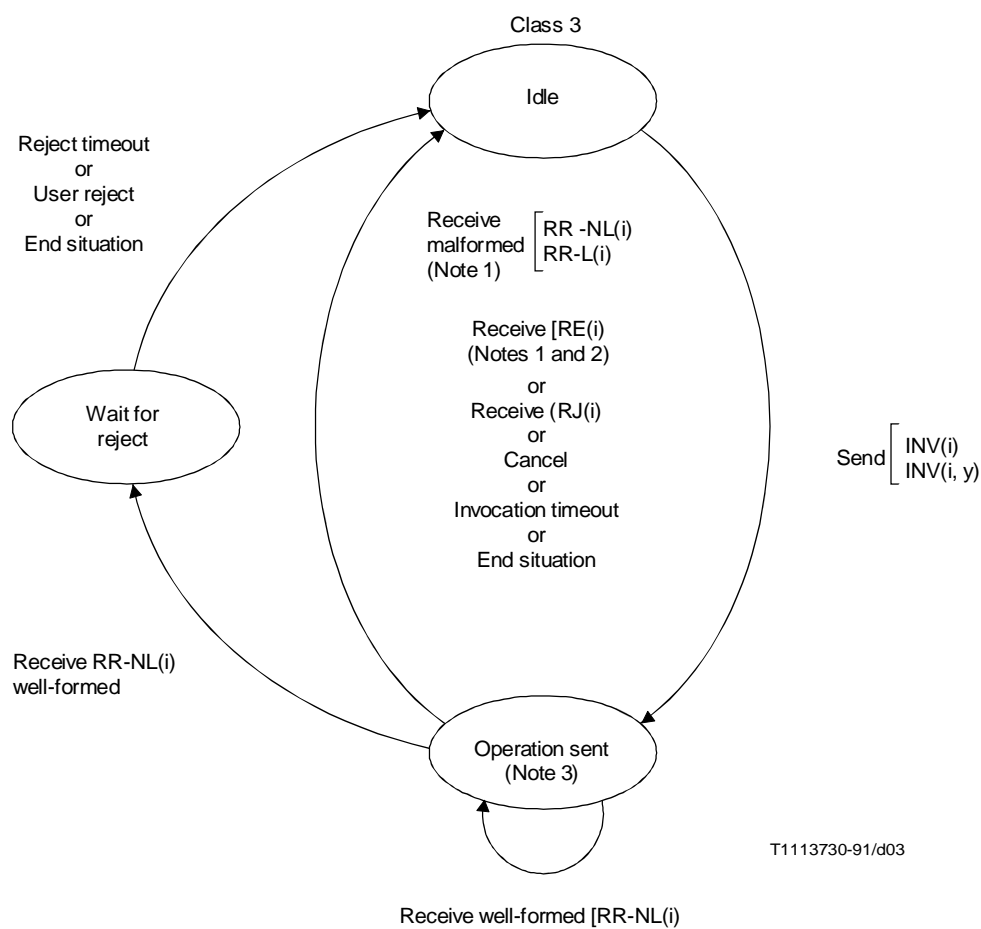 Class 3
Idle
Reject timeout
or
User reject
or
End situation
Receive
malformed
(Note 1)
RR -NL(i)
RR-L(i)
Receive [RE(i)
(Notes 1 and 2)
or
Receive (RJ(i)
or
Cancel
or
Invocation timeout
or
End situation
Wait for
reject
Send
INV(i)
INV(i, y)
Receive RR-NL(i)
well-formed
Operation sent
(Note 3)
T1113730-91/d03
Receive well-formed [RR-NL(i)